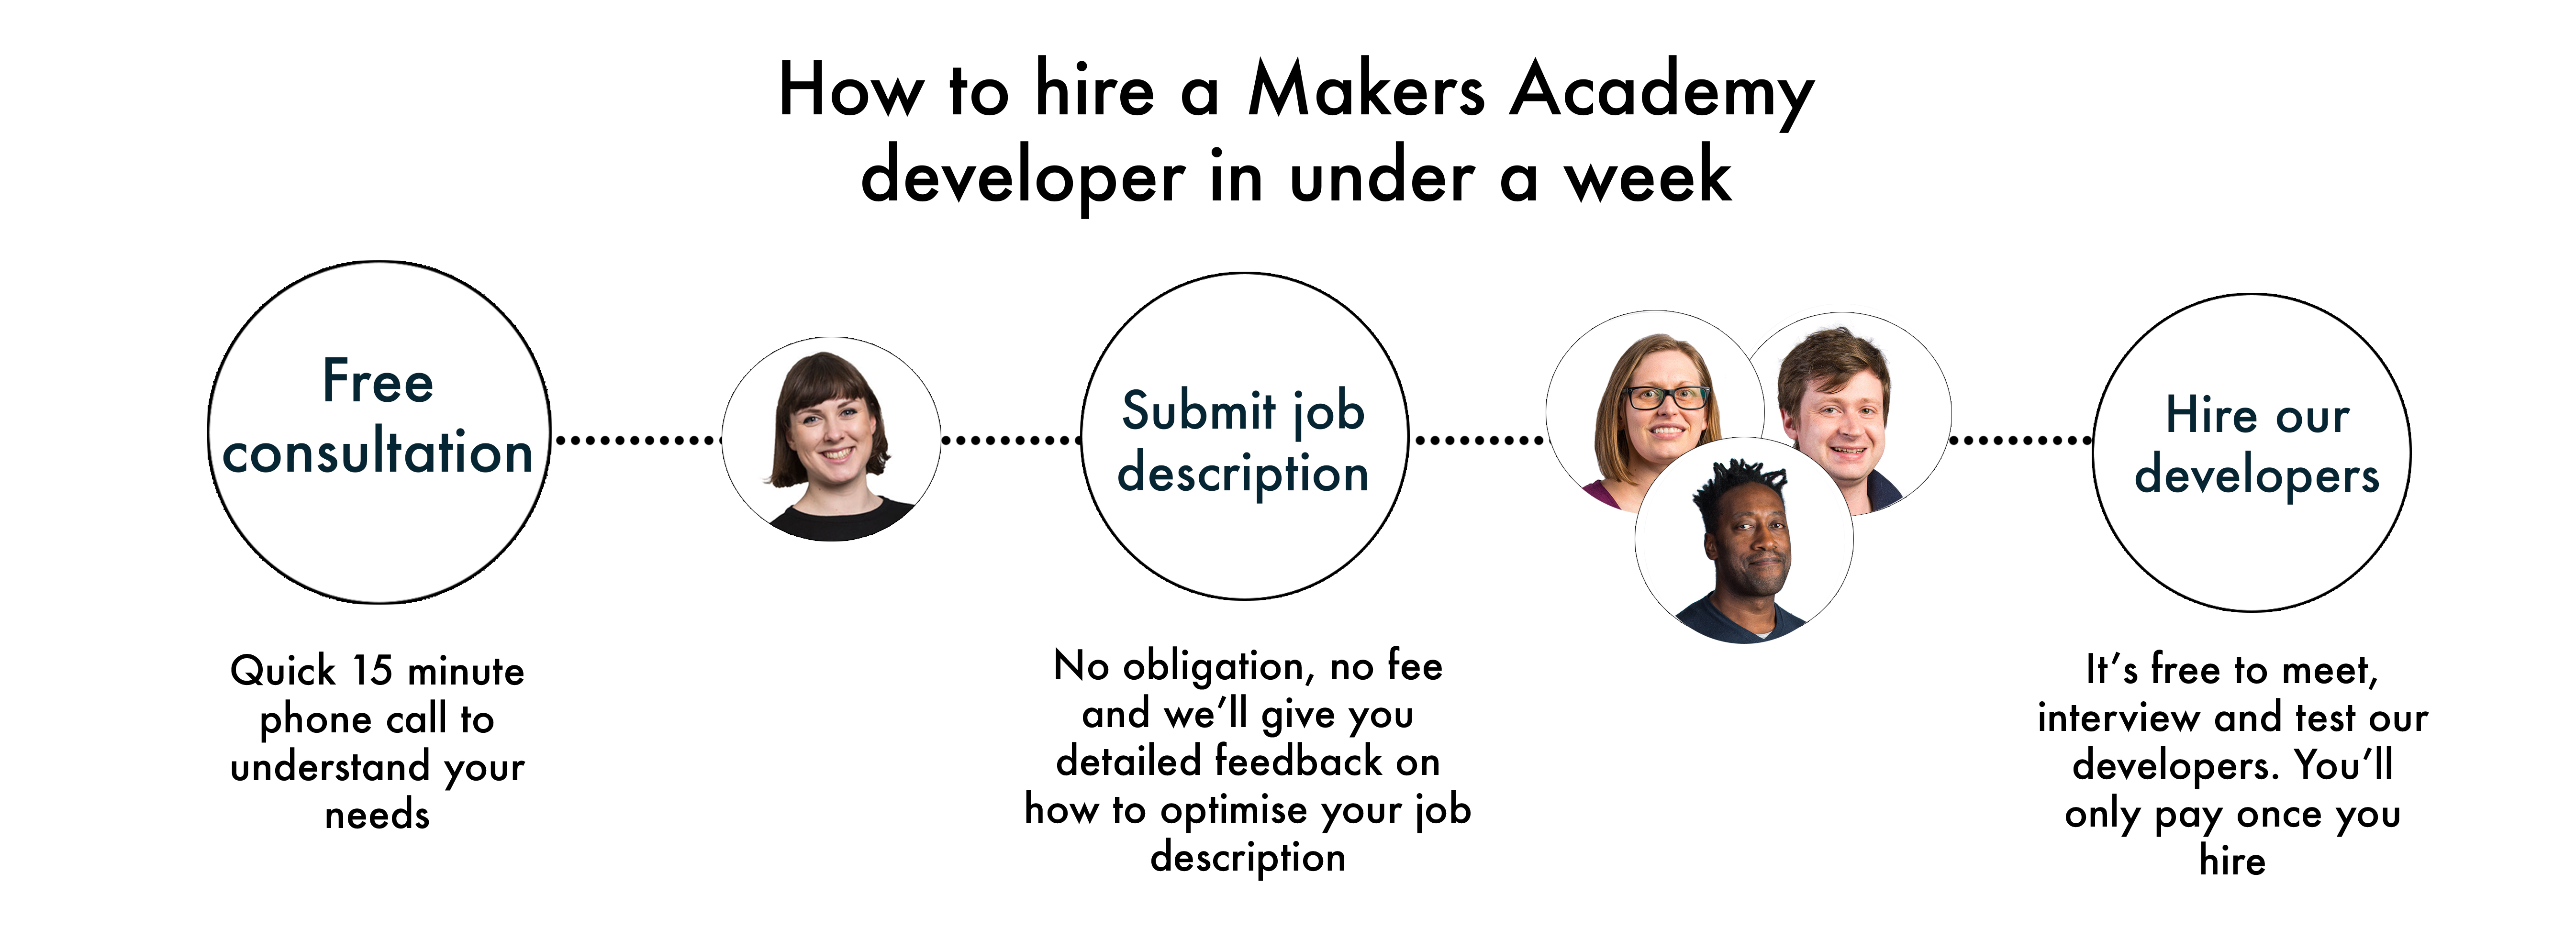 How to hire a Makers Academy
developer in under a week
Free
consultation
Quick 15 minute
phone call to
understand your
needs
Submit job
description
No obligation, no fee
and we’ll give you
detailed feedback on
how to optimise your job
description
Hire our
developers
It’s free to meet,
interview and test our
developers. You’ll
only pay once you
hire